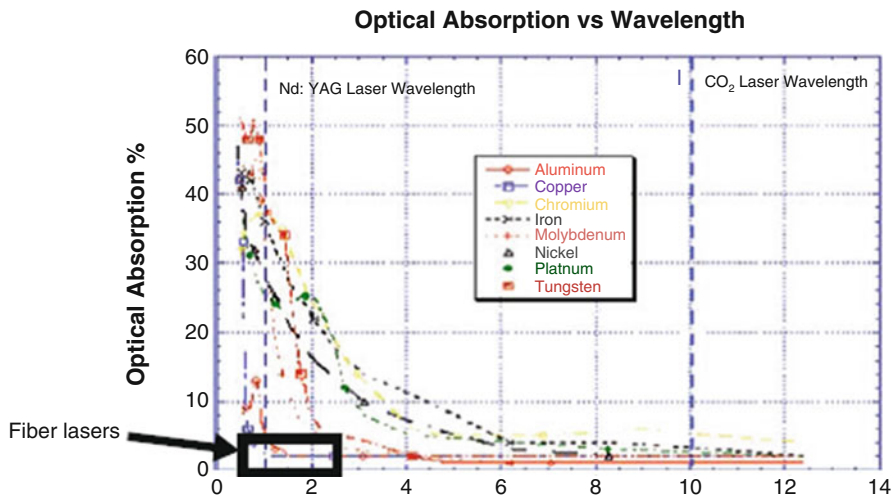 Optical Absorption vs Wavelength
60
50
40
30
20
10
0
Optical Absorption %
Nd: YAG Laser Wavelength
CO₂ Laser Wavelength
Aluminum
Copper
Chromium
Iron
Molybdenum
Nickel
Platnum
Tungsten
Fiber lasers
0 2 4 6 8 10 12 14